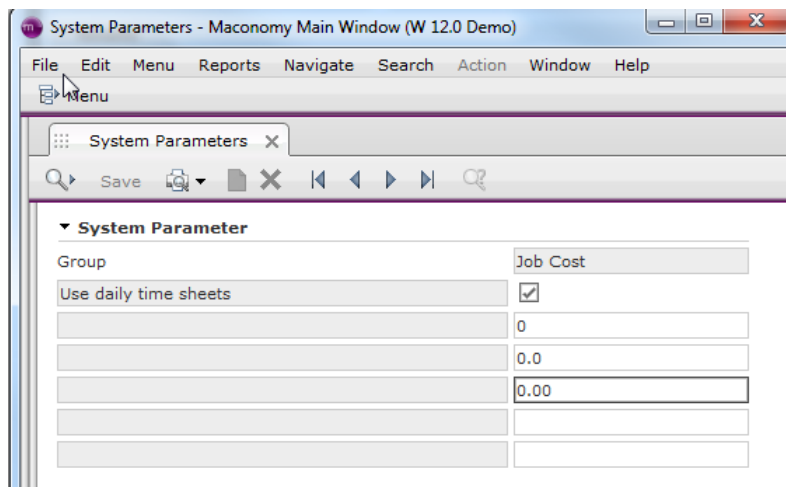 System Parameters - Maconomy Main Window (W 12.0 Demo)
File Edit Menu Reports Navigate Search Action Window Help
Menu
System Parameters
Save
System Parameter
Group Job Cost
Use daily time sheets
0
0.0
0.00